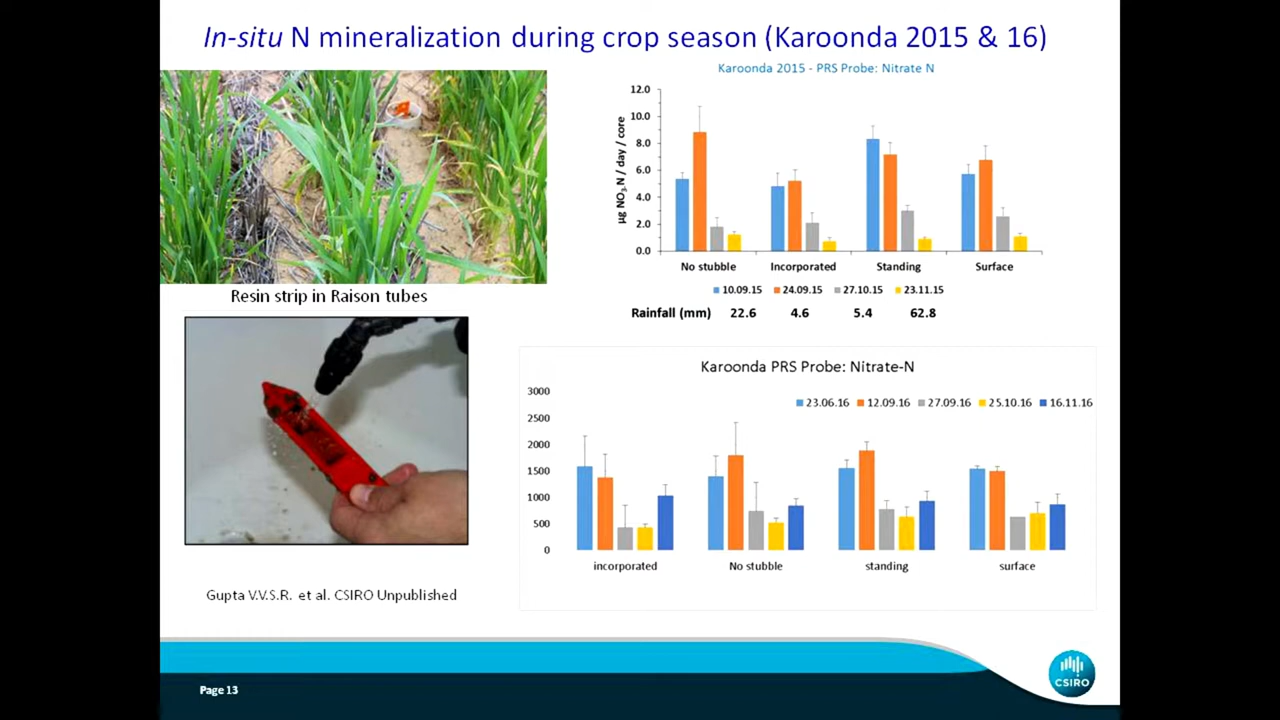 In-situ N mineralization during crop season (Karoonda 2015 & 16)
Resin strip in Raison tubes
Gupta V.V.S.R. et al. CSIRO Unpublished
Karoonda 2015 - PRS Probe: Nitrate N
µg NO3-N / day / core
12.0
10.0
8.0
6.0
4.0
2.0
0.0
No stubble Incorporated Standing Surface
10.09.15 24.09.15 27.10.15 23.11.15
Rainfall (mm) 22.6 4.6 5.4 62.8
Karoonda PRS Probe: Nitrate-N
23.06.16 12.09.16 27.09.16 25.10.16 16.11.16
3000
2500
2000
1500
1000
500
0
incorporated No stubble standing surface
Page 13
CSIRO